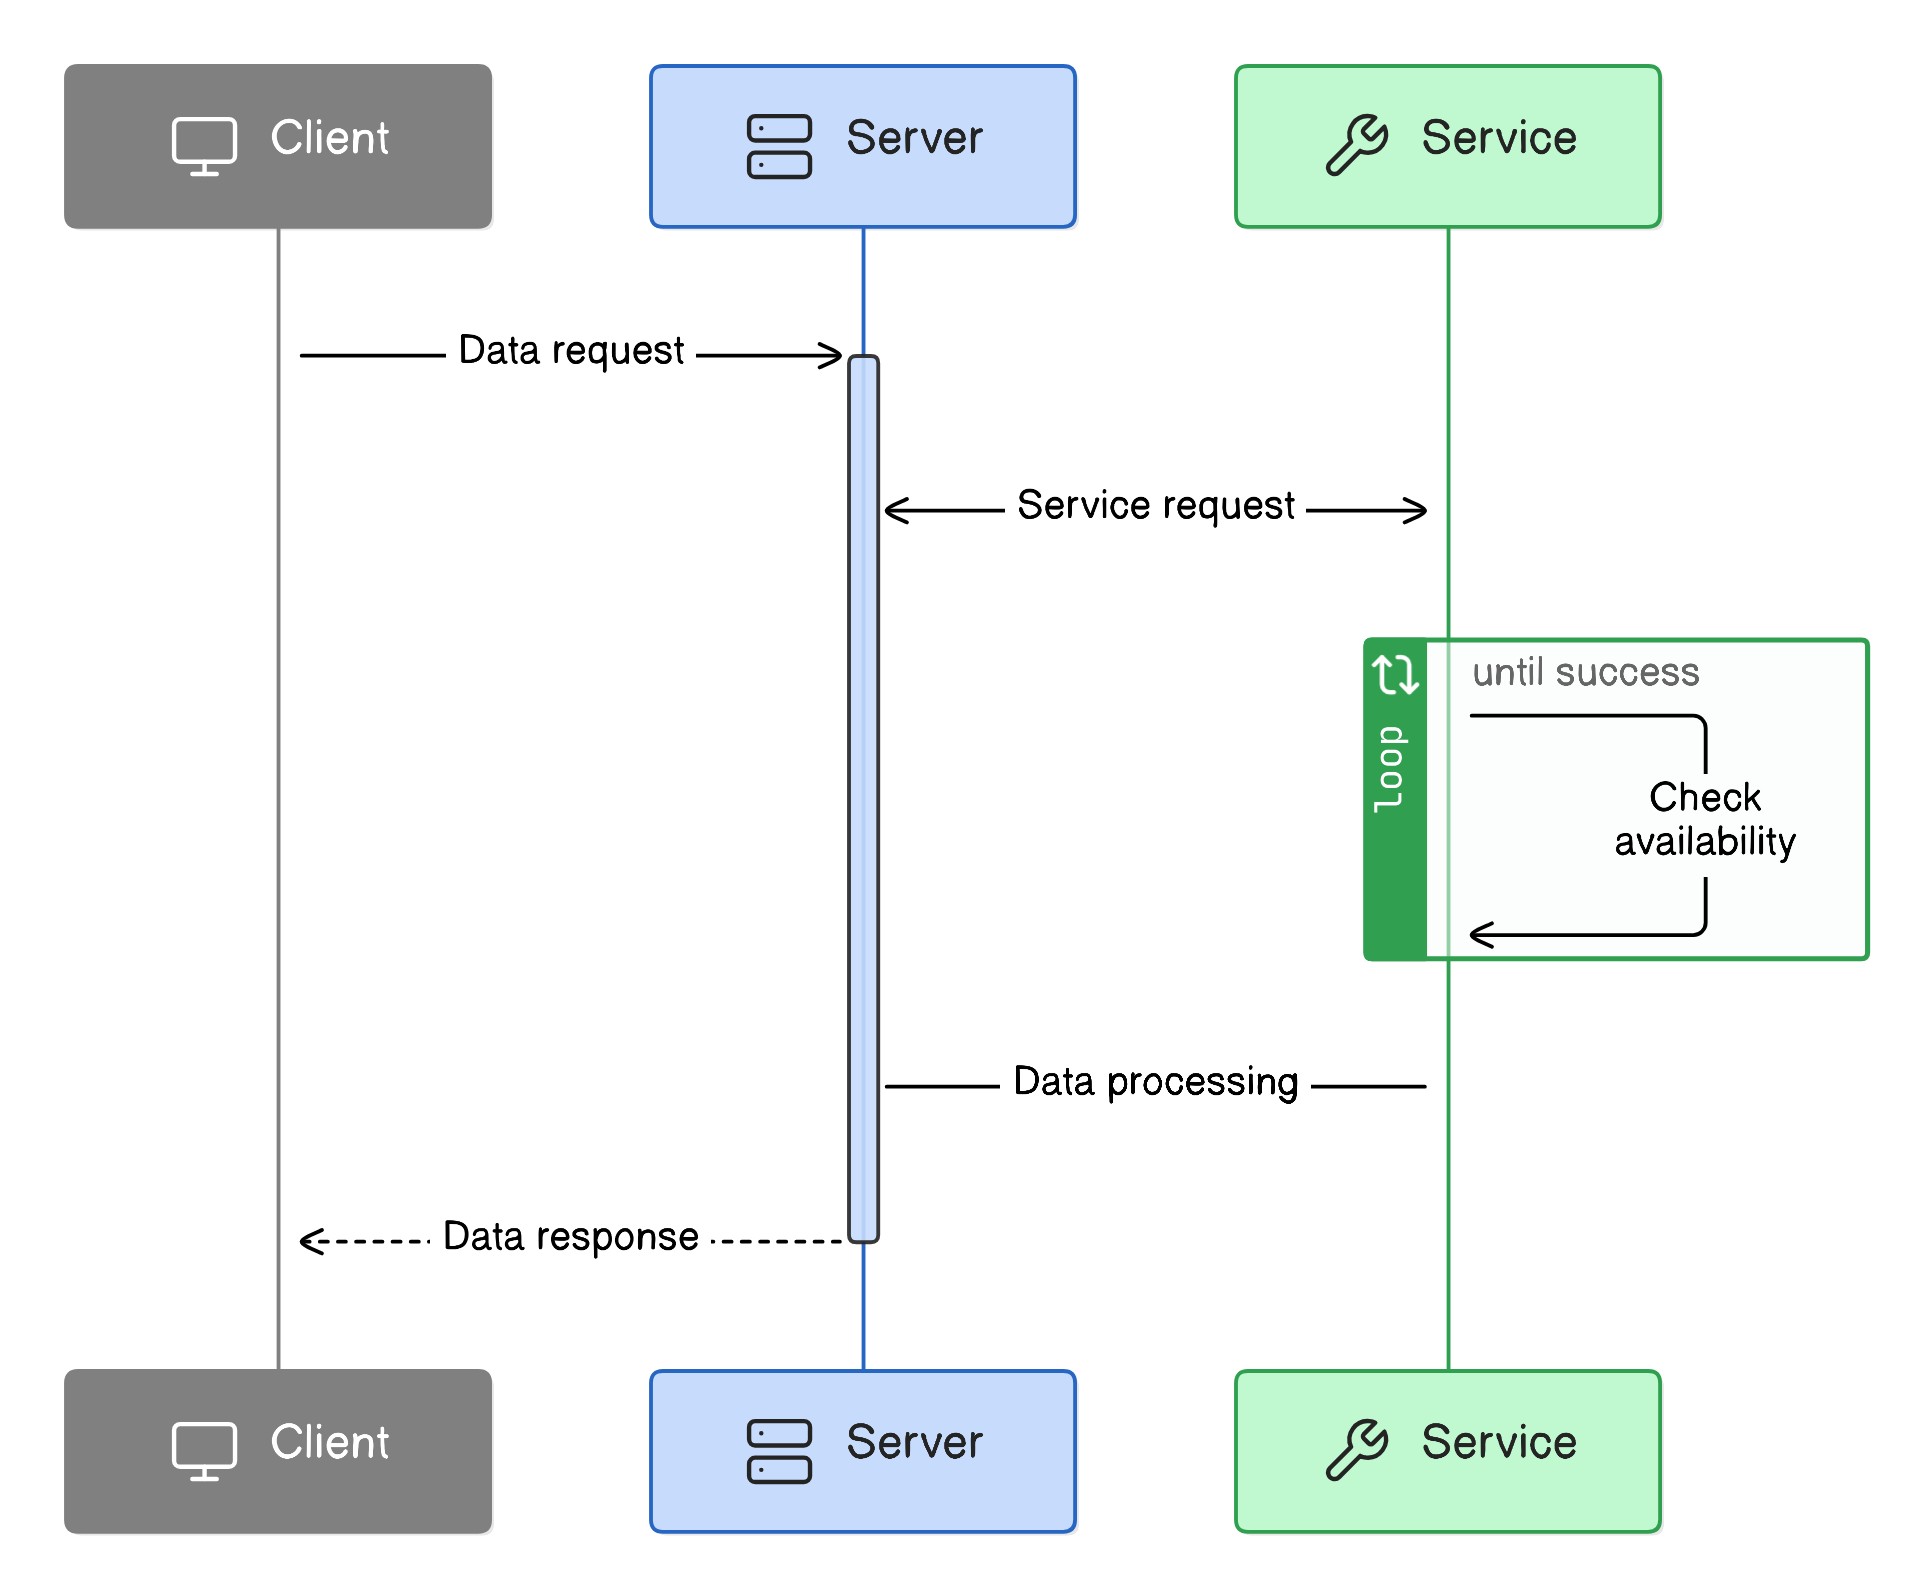 Client
Server
Service
Data request
Service request
until success
loop
Check
availability
Data processing
Data response
Client
Server
Service